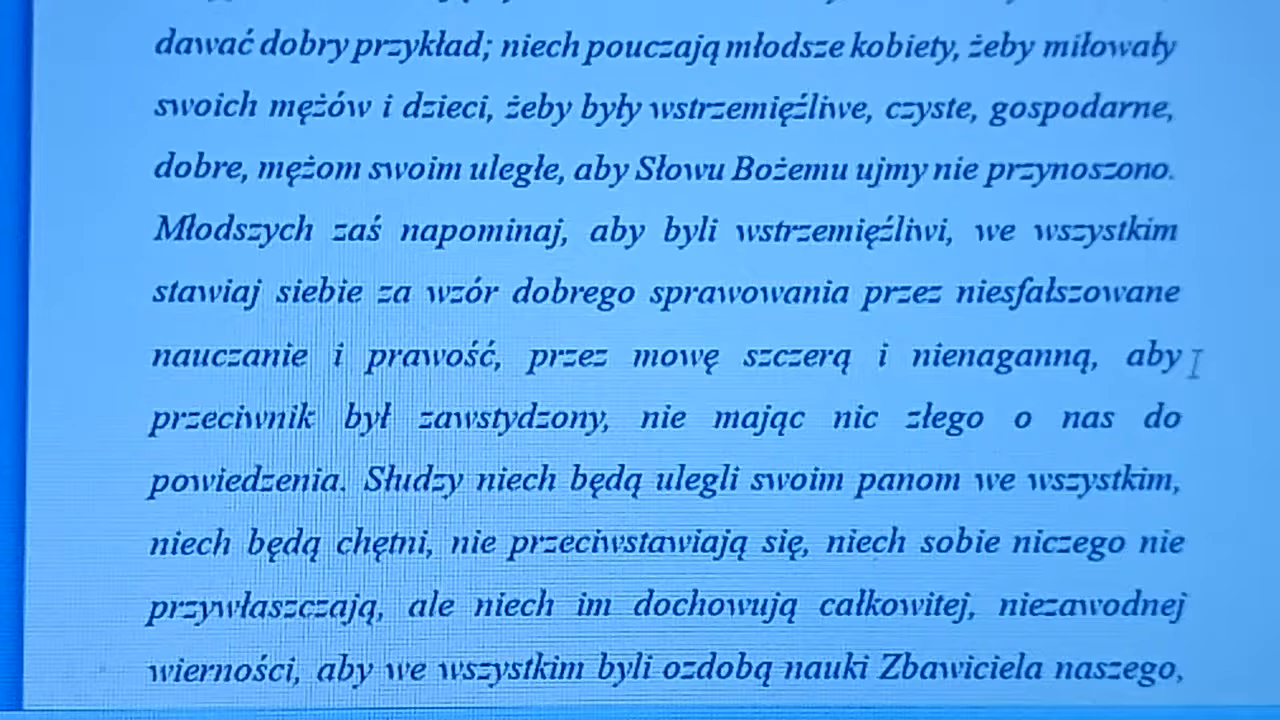 dawać dobry przykład; niech pouczają młodsze kobiety, żeby miłowały
swoich mężów i dzieci, żeby były wstrzemięźliwe, czyste, gospodarne,
dobre, mężom swoim uległe, aby Słowu Bożemu ujmy nie przynoszono.
Młodszych zaś napominaj, aby byli wstrzemięźliwi, we wszystkim
stawiaj siebie za wzór dobrego sprawowania przez niesfałszowane
nauczanie i prawość, przez mowę szczerą i nienaganną, aby
przeciwnik był zawstydzony, nie mając nic złego o nas do
powiedzenia. Słudzy niech będą ulegli swoim panom we wszystkim,
niech będą chętni, nie przeciwstawiają się, niech sobie niczego nie
przywłaszczają, ale niech im dochowują całkowitej, niezawodnej
wierności, aby we wszystkim byli ozdobą nauki Zbawiciela naszego,